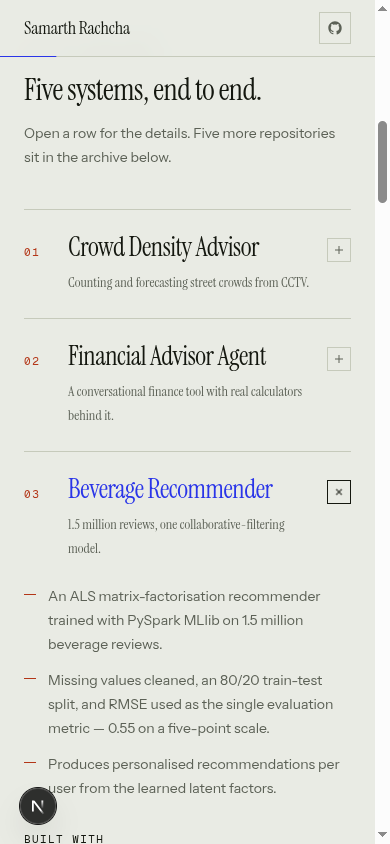 Samarth Rachcha
Five systems, end to end.
Open a row for the details. Five more repositories
sit in the archive below.
01
Crowd Density Advisor
Counting and forecasting street crowds from CCTV.
02
Financial Advisor Agent
A conversational finance tool with real calculators
behind it.
03
Beverage Recommender
1.5 million reviews, one collaborative-filtering
model.
An ALS matrix-factorisation recommender
trained with PySpark MLlib on 1.5 million
beverage reviews.
Missing values cleaned, an 80/20 train-test
split, and RMSE used as the single evaluation
metric — 0.55 on a five-point scale.
Produces personalised recommendations per
user from the learned latent factors.
N
BUILT WITH